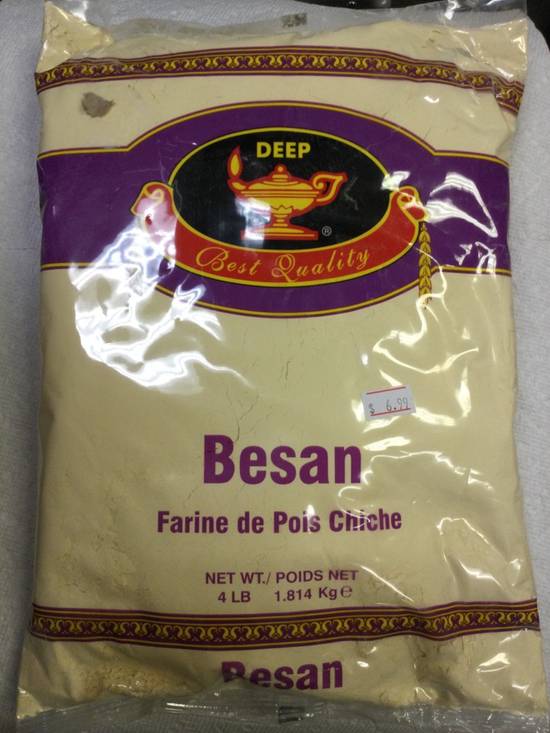 DEEP
®
Best Quality
$ 6.99
Besan
Farine de Pois Chiche
NET WT./ POIDS NET
4 LB 1.814 Kg℮
Besan